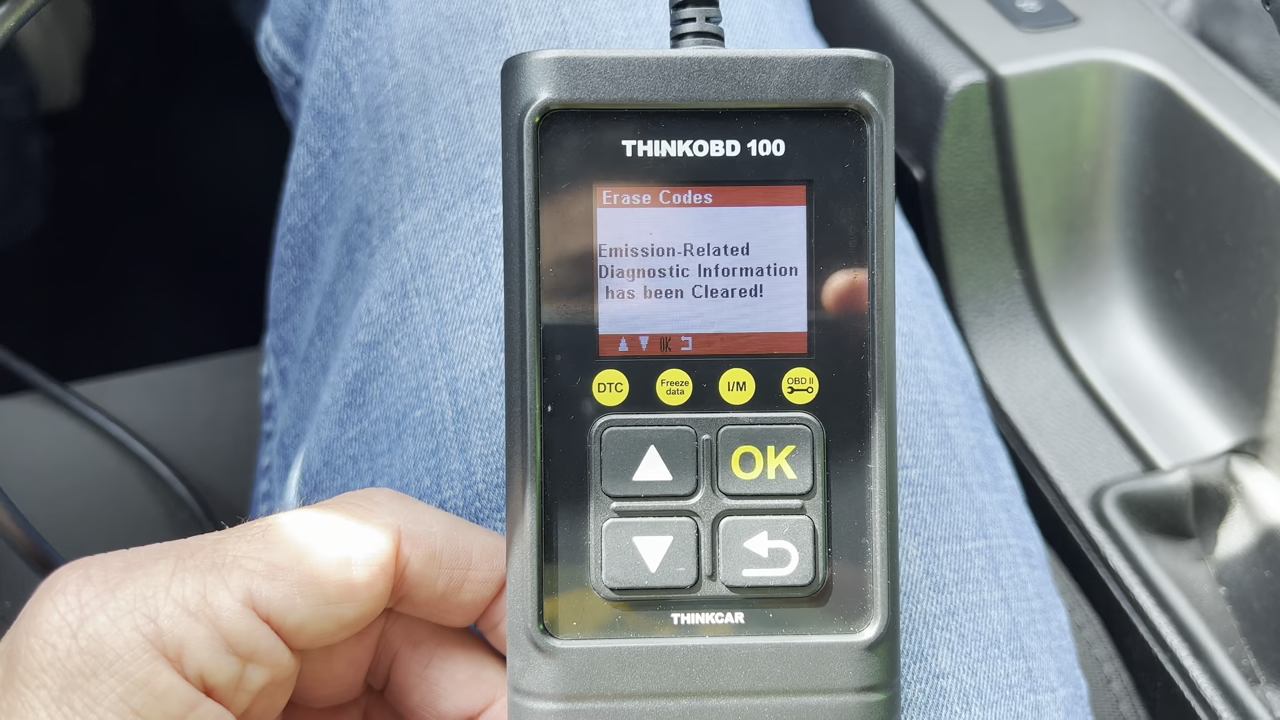 THINKOBD 100
Erase Codes
Emission-Related
Diagnostic Information
has been Cleared!
OK
DTC
Freeze
data
I/M
OBD II
OK
THINKCAR